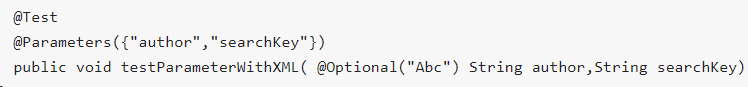 @Test
@Parameters({"author","searchKey"})
public void testParameterWithXML( @Optional("Abc") String author,String searchKey)